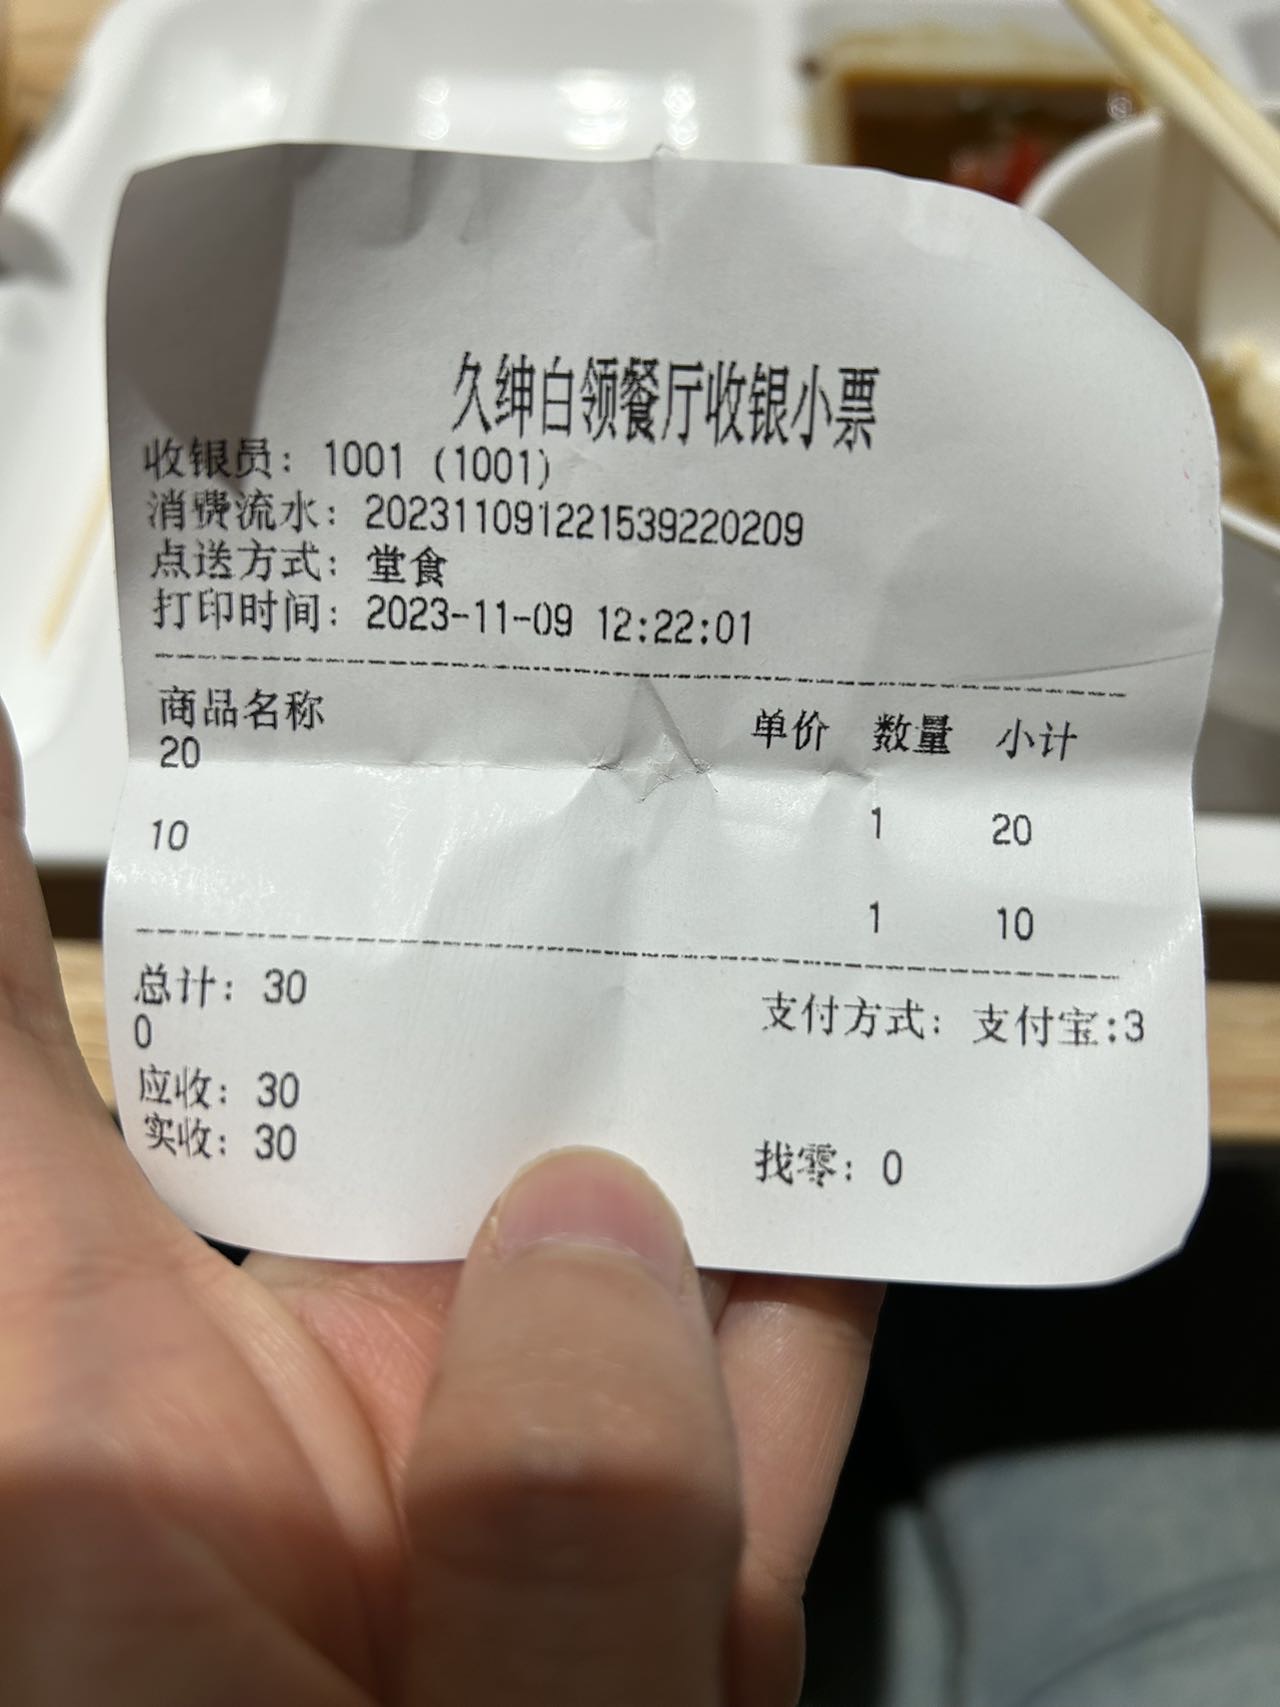 久绅白领餐厅收银小票
收银员：1001 (1001)
消费流水：20231109122153922​0209
点送方式：堂食
打印时间：2023-11-09 12:22:01
商品名称 单价 数量 小计
20
1 20
10
1 10
总计：30 支付方式：支付宝:3
0
应收：30
实收：30 找零：0